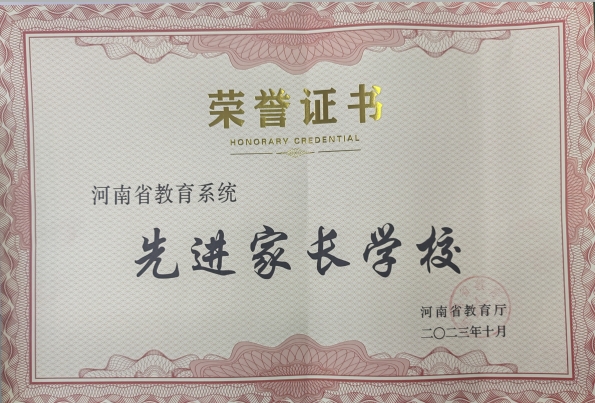 荣誉证书
HONORARY CREDENTIAL
河南省教育系统
先进家长学校
河南省教育厅
二〇二三年十月